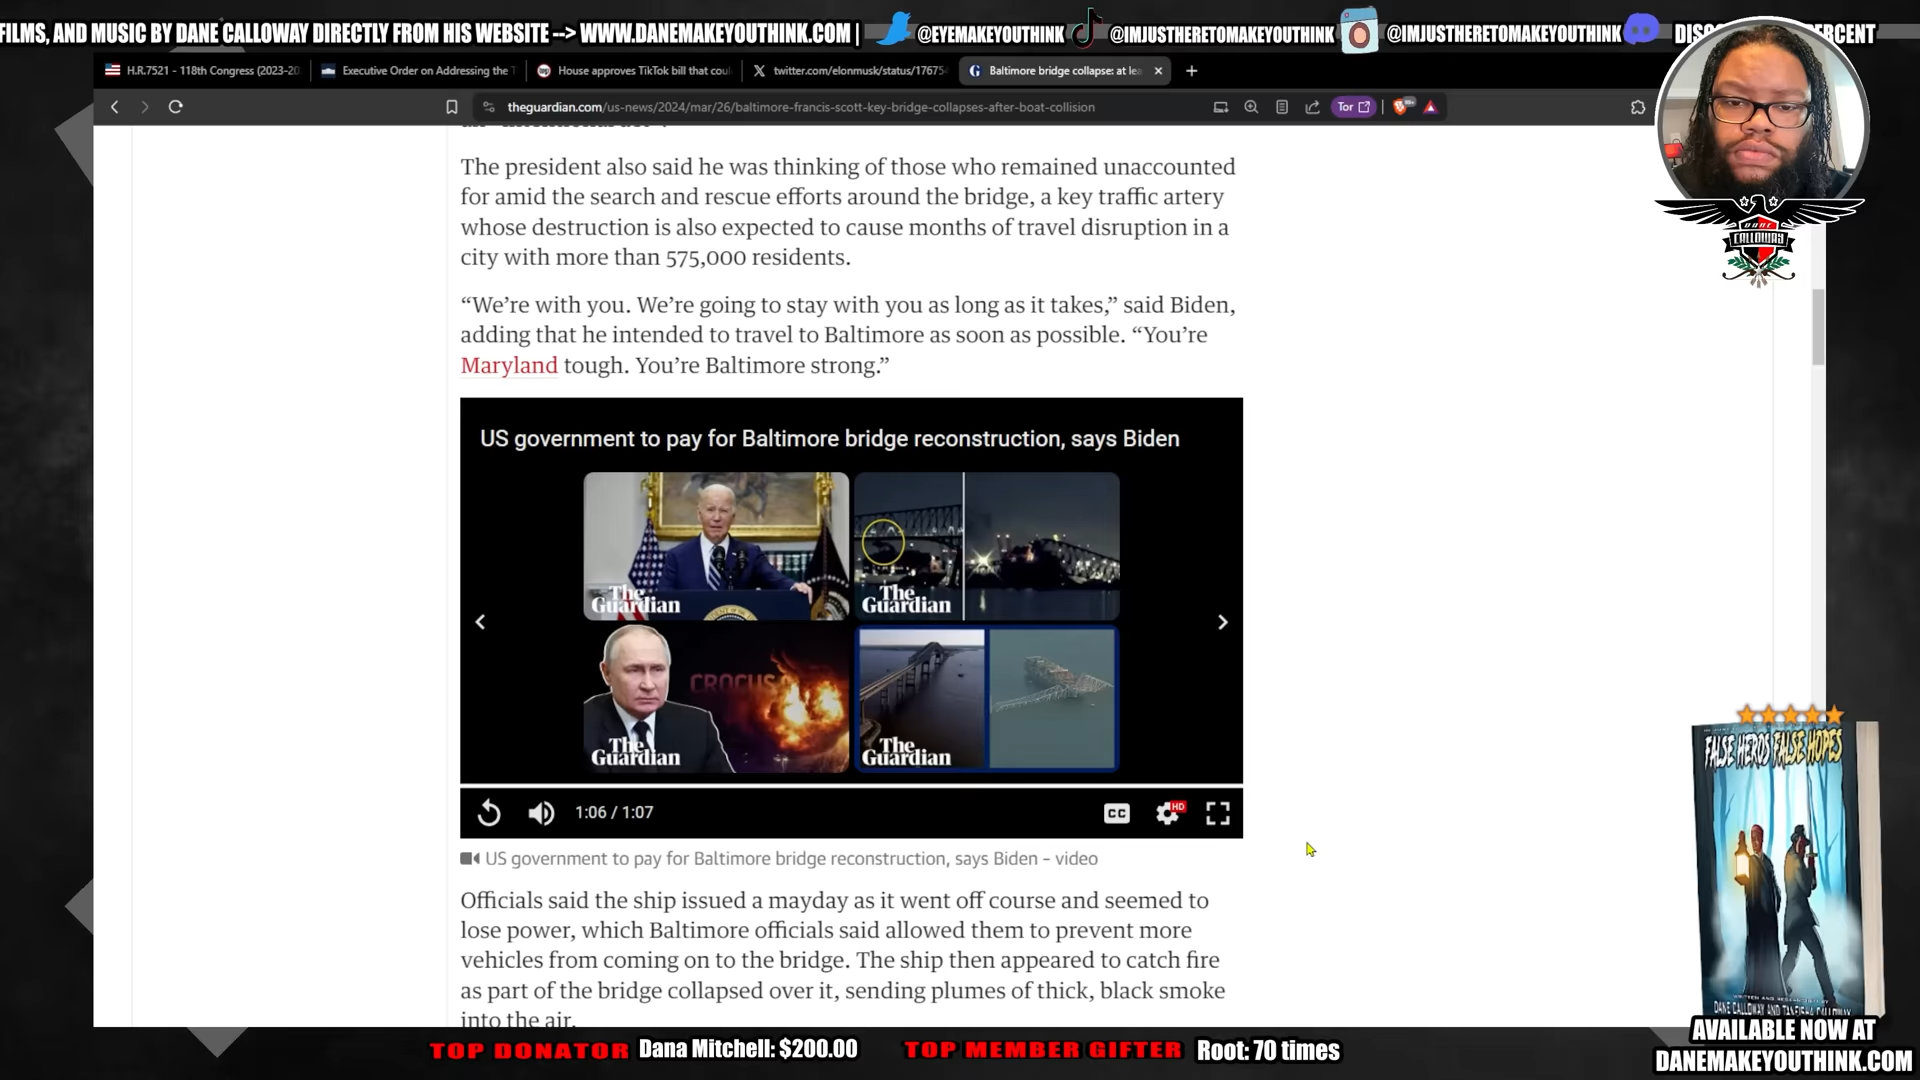 FILMS, AND MUSIC BY DANE CALLOWAY DIRECTLY FROM HIS WEBSITE --> WWW.DANEMAKEYOUTHINK.COM | @EYEMAKEYOUTHINK @IMJUSTHERETOMAKEYOUTHINK @IMJUSTHERETOMAKEYOUTHINK
H.R.7521 - 118th Congress (2023-20
Executive Order on Addressing the T
House approves TikTok bill that coul
twitter.com/elonmusk/status/17675
Baltimore bridge collapse: at lea
theguardian.com/us-news/2024/mar/26/baltimore-francis-scott-key-bridge-collapses-after-boat-collision
Tor
DANE
CALLOWAY
The president also said he was thinking of those who remained unaccounted
for amid the search and rescue efforts around the bridge, a key traffic artery
whose destruction is also expected to cause months of travel disruption in a
city with more than 575,000 residents.
“We’re with you. We’re going to stay with you as long as it takes,” said Biden,
adding that he intended to travel to Baltimore as soon as possible. “You’re
Maryland tough. You’re Baltimore strong.”
US government to pay for Baltimore bridge reconstruction, says Biden
The
Guardian
The
Guardian
CROCUS
The
Guardian
The
Guardian
1:06 / 1:07
CC
HD
US government to pay for Baltimore bridge reconstruction, says Biden – video
Officials said the ship issued a mayday as it went off course and seemed to
lose power, which Baltimore officials said allowed them to prevent more
vehicles from coming on to the bridge. The ship then appeared to catch fire
as part of the bridge collapsed over it, sending plumes of thick, black smoke
into the air.
FALSE HEROS FALSE HOPES
DANE CALLOWAY AND TANEISHA CALLOWAY
AVAILABLE NOW AT
DANEMAKEYOUTHINK.COM
TOP DONATOR Dana Mitchell: $200.00
TOP MEMBER GIFTER Root: 70 times